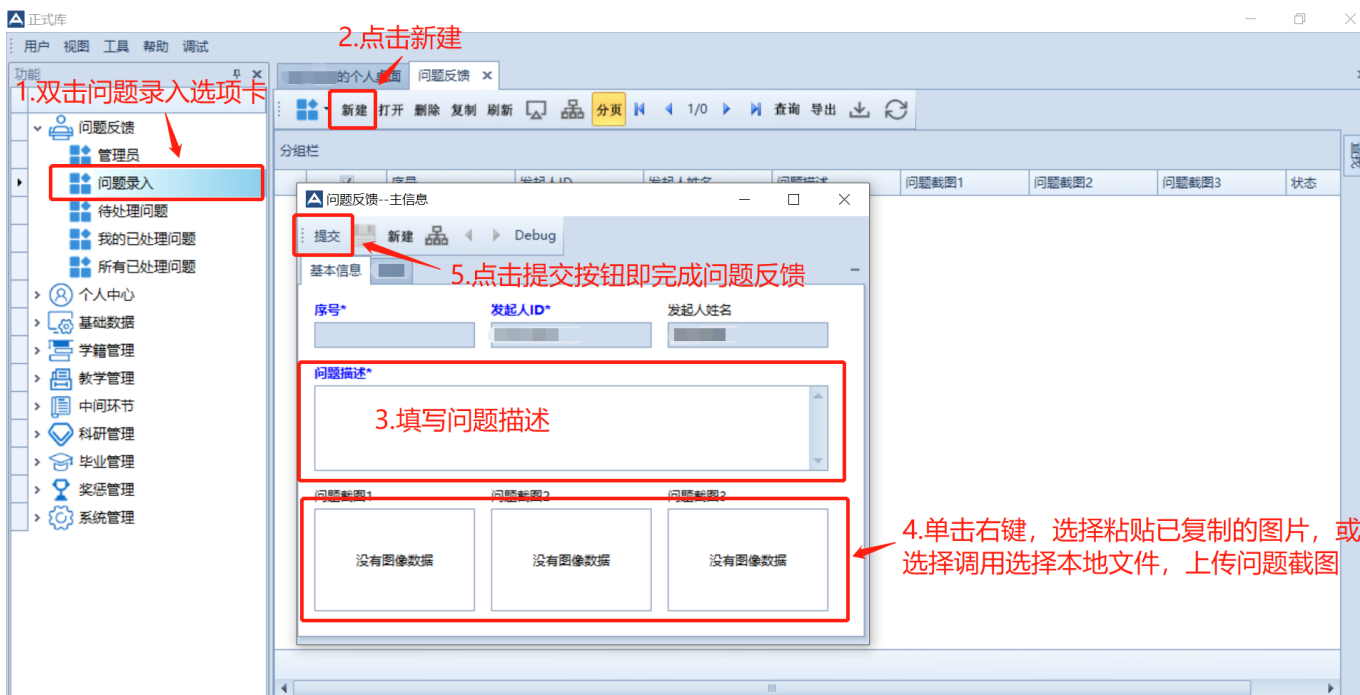 正式库
用户 视图 工具 帮助 调试
2.点击新建
功能
1.双击问题录入选项卡
的个人桌面 问题反馈
新建 打开 删除 复制 刷新 分页 1/0 查询 导出
分组栏
查找
序号 发起人ID 发起人姓名 问题描述 问题截图1 问题截图2 问题截图3 状态
问题反馈
管理员
问题录入
待处理问题
我的已处理问题
所有已处理问题
个人中心
基础数据
学籍管理
教学管理
中间环节
科研管理
毕业管理
奖惩管理
系统管理
问题反馈--主信息
提交 新建 Debug
基本信息
5.点击提交按钮即完成问题反馈
序号* 发起人ID* 发起人姓名
问题描述*
3.填写问题描述
问题截图1 问题截图2 问题截图3
没有图像数据 没有图像数据 没有图像数据
4.单击右键，选择粘贴已复制的图片，或
选择调用选择本地文件，上传问题截图